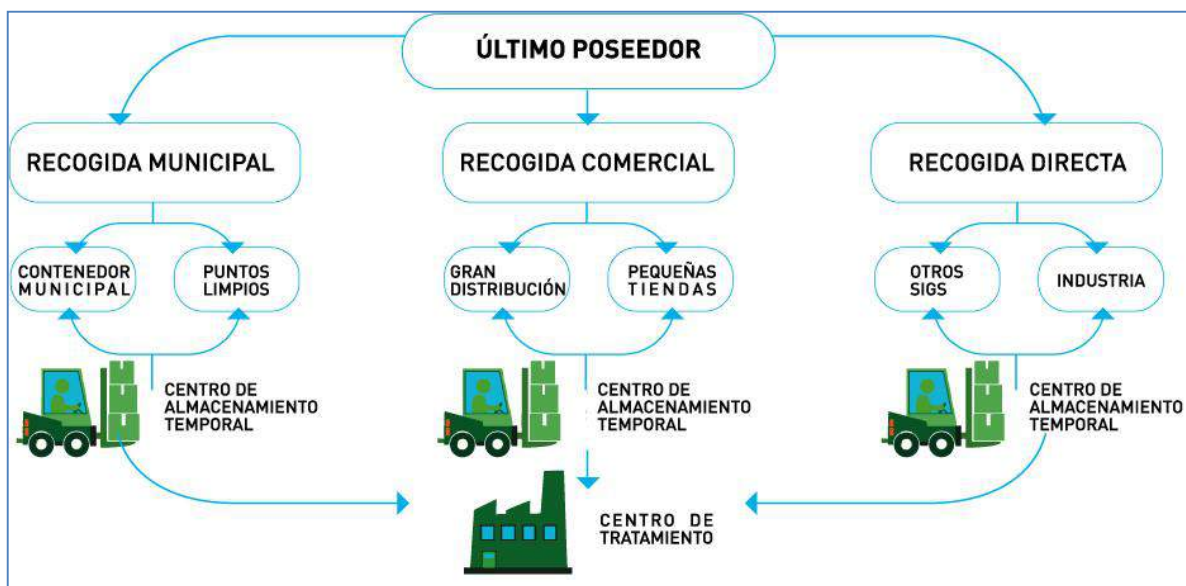 ÚLTIMO POSEEDOR
RECOGIDA MUNICIPAL
RECOGIDA COMERCIAL
RECOGIDA DIRECTA
CONTENEDOR
MUNICIPAL
PUNTOS
LIMPIOS
GRAN
DISTRIBUCIÓN
PEQUEÑAS
TIENDAS
OTROS
SIGS
INDUSTRIA
CENTRO DE
ALMACENAMIENTO
TEMPORAL
CENTRO DE
ALMACENAMIENTO
TEMPORAL
CENTRO DE
ALMACENAMIENTO
TEMPORAL
CENTRO DE
TRATAMIENTO